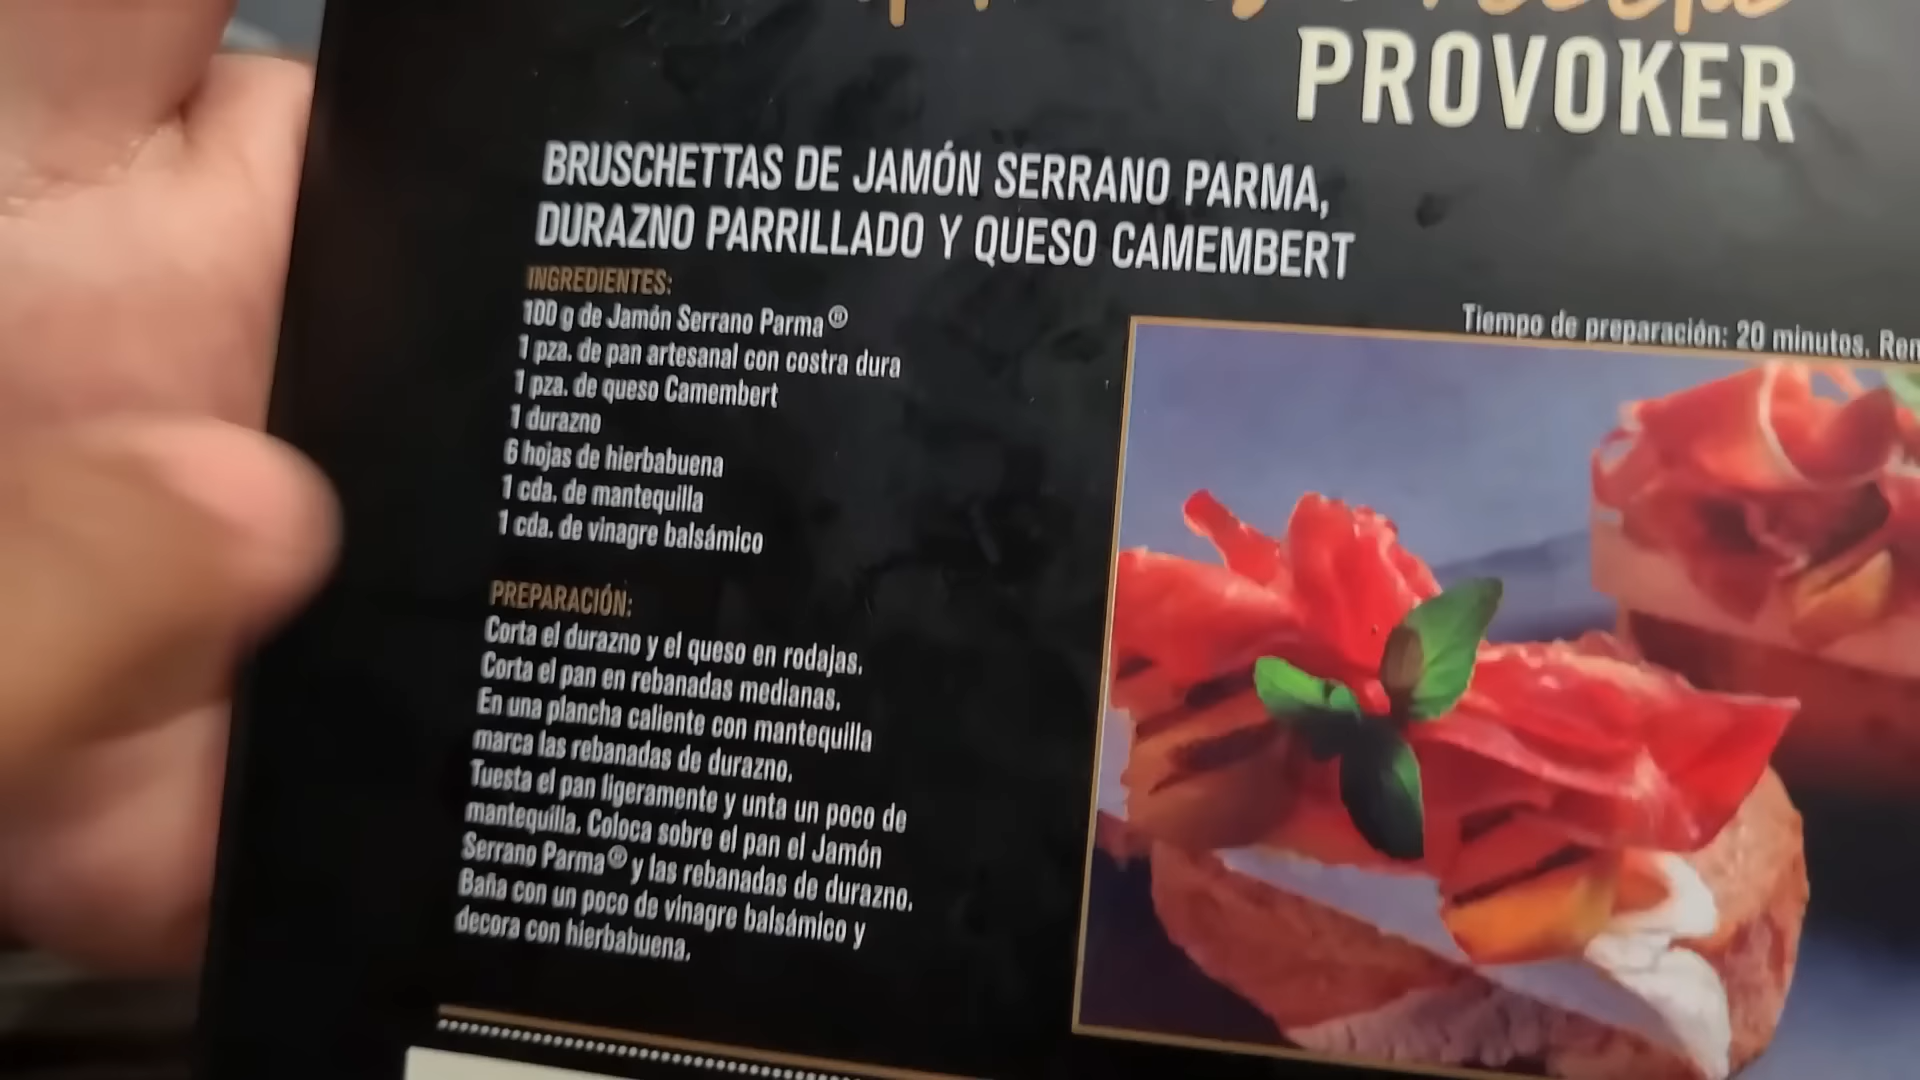 PROVOKER
BRUSCHETTAS DE JAMÓN SERRANO PARMA,
DURAZNO PARRILLADO Y QUESO CAMEMBERT
INGREDIENTES:
100 g de Jamón Serrano Parma®
1 pza. de pan artesanal con costra dura
1 pza. de queso Camembert
1 durazno
6 hojas de hierbabuena
1 cda. de mantequilla
1 cda. de vinagre balsámico
Tiempo de preparación: 20 minutos.
PREPARACIÓN:
Corta el durazno y el queso en rodajas.
Corta el pan en rebanadas medianas.
En una plancha caliente con mantequilla
marca las rebanadas de durazno.
Tuesta el pan ligeramente y unta un poco de
mantequilla. Coloca sobre el pan el Jamón
Serrano Parma® y las rebanadas de durazno.
Baña con un poco de vinagre balsámico y
decora con hierbabuena.